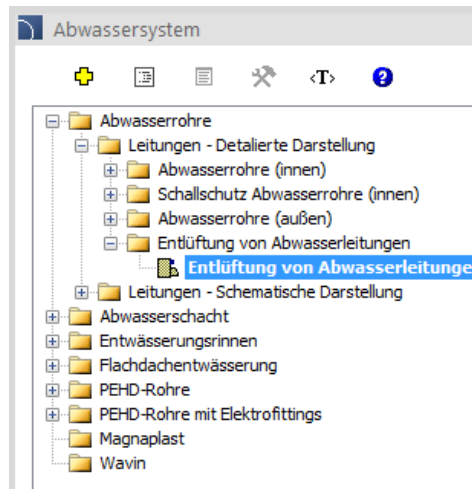 Abwassersystem
<T> ?
Abwasserrohre
Leitungen - Detalierte Darstellung
Abwasserrohre (innen)
Schallschutz Abwasserrohre (innen)
Abwasserrohre (außen)
Entlüftung von Abwasserleitungen
Entlüftung von Abwasserleitunge
Leitungen - Schematische Darstellung
Abwasserschacht
Entwässerungsrinnen
Flachdachentwässerung
PEHD-Rohre
PEHD-Rohre mit Elektrofittings
Magnaplast
Wavin